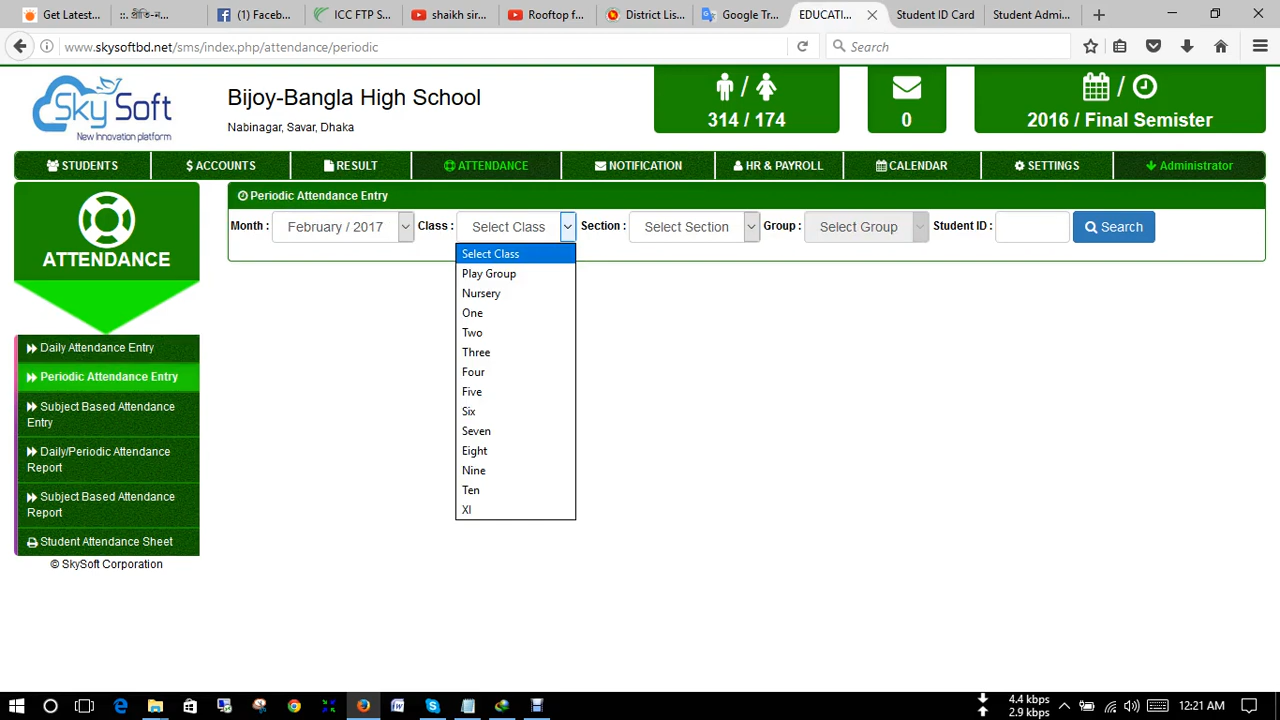 Get Latest...
::. প্রীতি-ন...
(1) Faceb...
ICC FTP S...
shaikh sir...
Rooftop f...
District Lis...
Google Tr...
EDUCATI...
Student ID Card
Student Admi...
www.skysoftbd.net/sms/index.php/attendance/periodic
Search
Sky Soft
New Innovation platform
Bijoy-Bangla High School
Nabinagar, Savar, Dhaka
/
314 / 174
0
/
2016 / Final Semister
STUDENTS
$ ACCOUNTS
RESULT
ATTENDANCE
NOTIFICATION
HR & PAYROLL
CALENDAR
SETTINGS
Administrator
ATTENDANCE
Daily Attendance Entry
Periodic Attendance Entry
Subject Based Attendance
Entry
Daily/Periodic Attendance
Report
Subject Based Attendance
Report
Student Attendance Sheet
© SkySoft Corporation
Periodic Attendance Entry
Month : February / 2017 Class : Select Class Section : Select Section Group : Select Group Student ID : Search
Select Class
Play Group
Nursery
One
Two
Three
Four
Five
Six
Seven
Eight
Nine
Ten
XI
4.4 kbps
2.9 kbps
12:21 AM